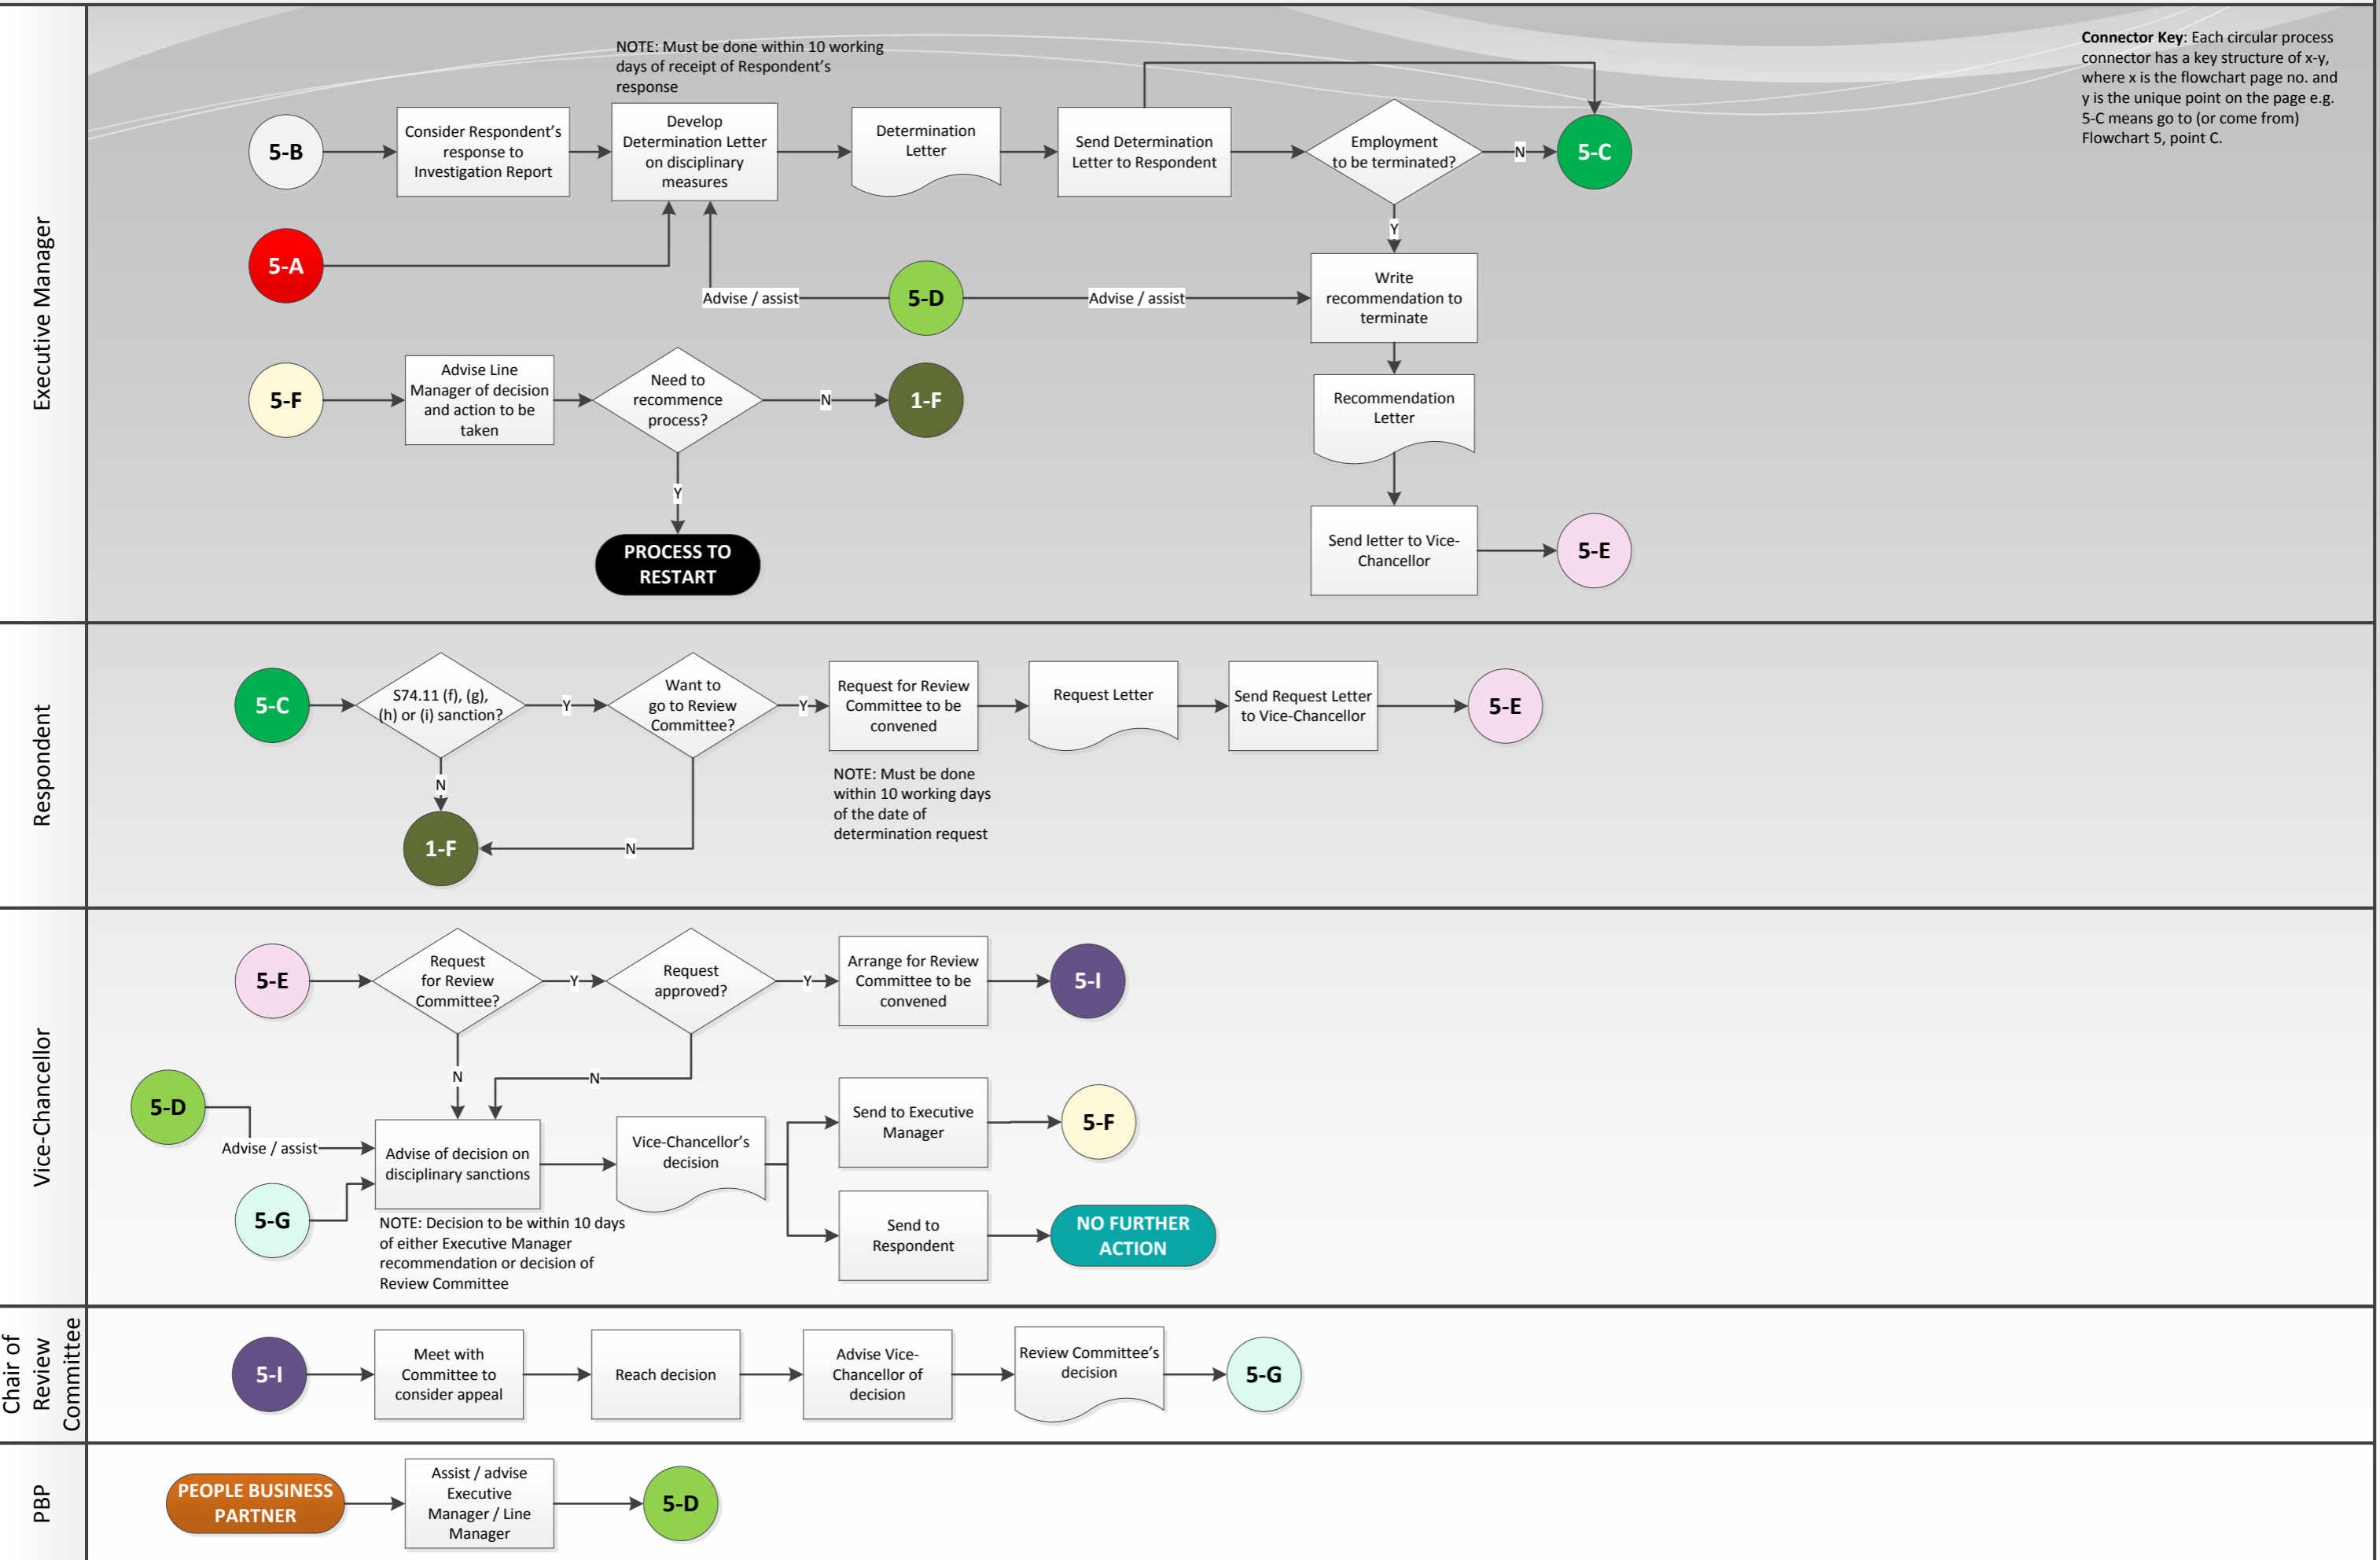 Executive Manager
NOTE: Must be done within 10 working
days of receipt of Respondent's
response
Connector Key: Each circular process
connector has a key structure of x-y,
where x is the flowchart page no. and
y is the unique point on the page e.g.
5-C means go to (or come from)
Flowchart 5, point C.
5-B
Consider Respondent's
response to
Investigation Report
Develop
Determination Letter
on disciplinary
measures
Determination
Letter
Send Determination
Letter to Respondent
Employment
to be terminated?
N
5-C
Y
5-A
Advise / assist
5-D
Advise / assist
Write
recommendation to
terminate
5-F
Advise Line
Manager of decision
and action to be
taken
Need to
recommence
process?
N
1-F
Recommendation
Letter
Y
PROCESS TO
RESTART
Send letter to Vice-
Chancellor
5-E
Respondent
5-C
S74.11 (f), (g),
(h) or (i) sanction?
Y
Want to
go to Review
Committee?
Y
Request for Review
Committee to be
convened
Request Letter
Send Request Letter
to Vice-Chancellor
5-E
N
NOTE: Must be done
within 10 working days
of the date of
determination request
1-F
N
Vice-Chancellor
5-E
Request
for Review
Committee?
Y
Request
approved?
Y
Arrange for Review
Committee to be
convened
5-I
N
N
5-D
Advise / assist
Advise of decision on
disciplinary sanctions
Vice-Chancellor's
decision
Send to Executive
Manager
5-F
5-G
NOTE: Decision to be within 10 days
of either Executive Manager
recommendation or decision of
Review Committee
Send to
Respondent
NO FURTHER
ACTION
Chair of
Review
Committee
5-I
Meet with
Committee to
consider appeal
Reach decision
Advise Vice-
Chancellor of
decision
Review Committee's
decision
5-G
PBP
PEOPLE BUSINESS
PARTNER
Assist / advise
Executive
Manager / Line
Manager
5-D